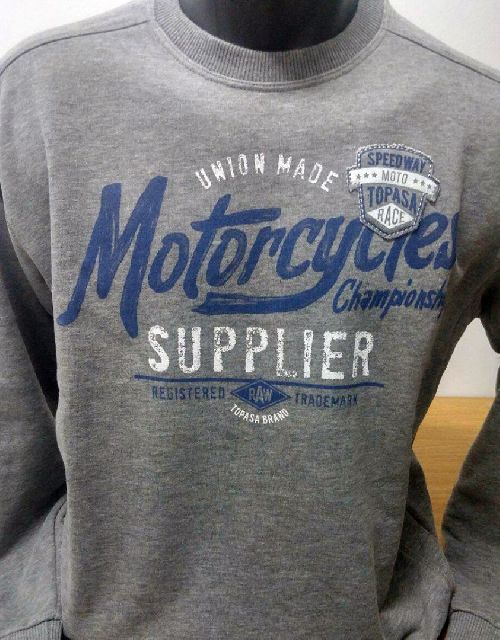 UNION MADE
SPEEDWAY
MOTO
TOPASA
RACE
Motorcycles
Championship
SUPPLIER
REGISTERED RAW TRADEMARK
TOPASA BRAND